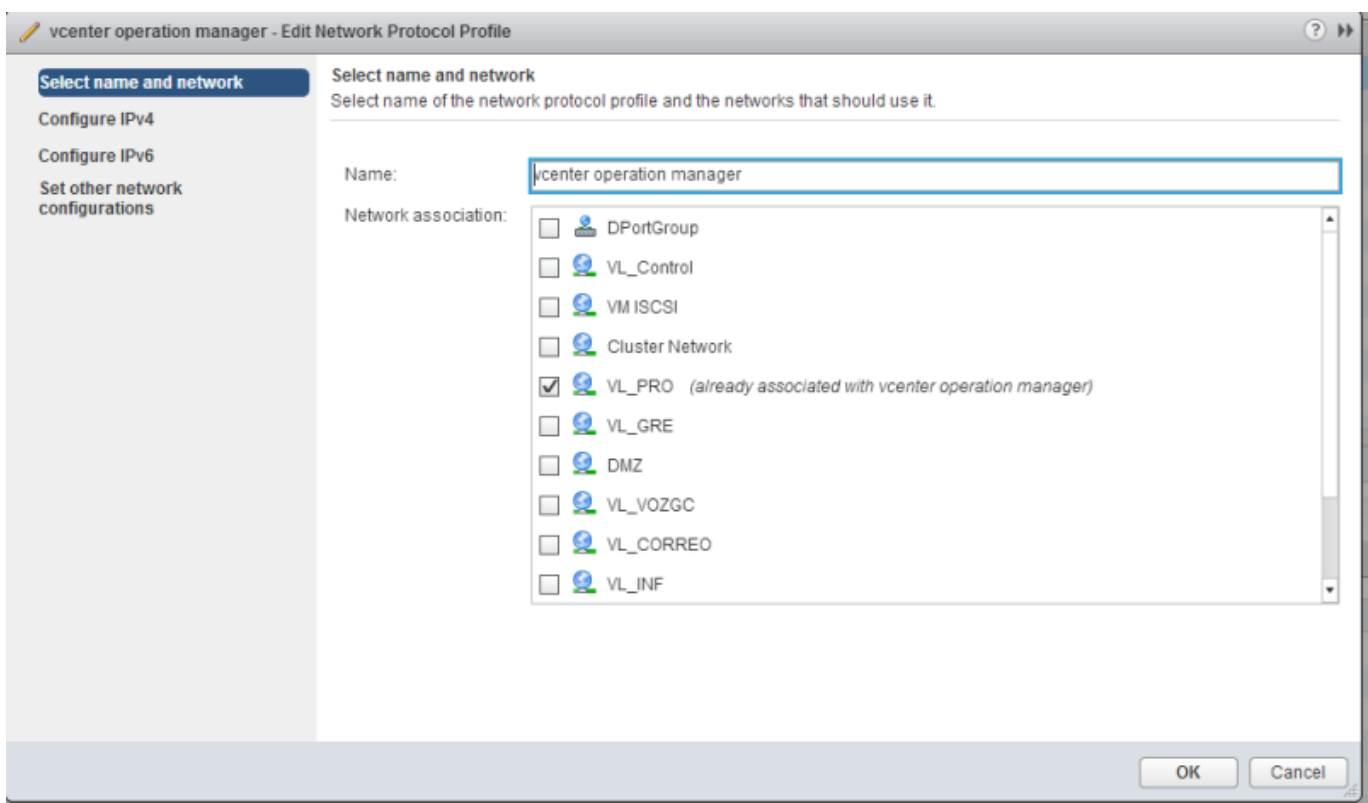 vcenter operation manager - Edit Network Protocol Profile
Select name and network
Configure IPv4
Configure IPv6
Set other network
configurations
Select name and network
Select name of the network protocol profile and the networks that should use it.
Name:
vcenter operation manager
Network association:
DPortGroup
VL_Control
VM ISCSI
Cluster Network
VL_PRO (already associated with vcenter operation manager)
VL_GRE
DMZ
VL_VOZGC
VL_CORREO
VL_INF
OK
Cancel